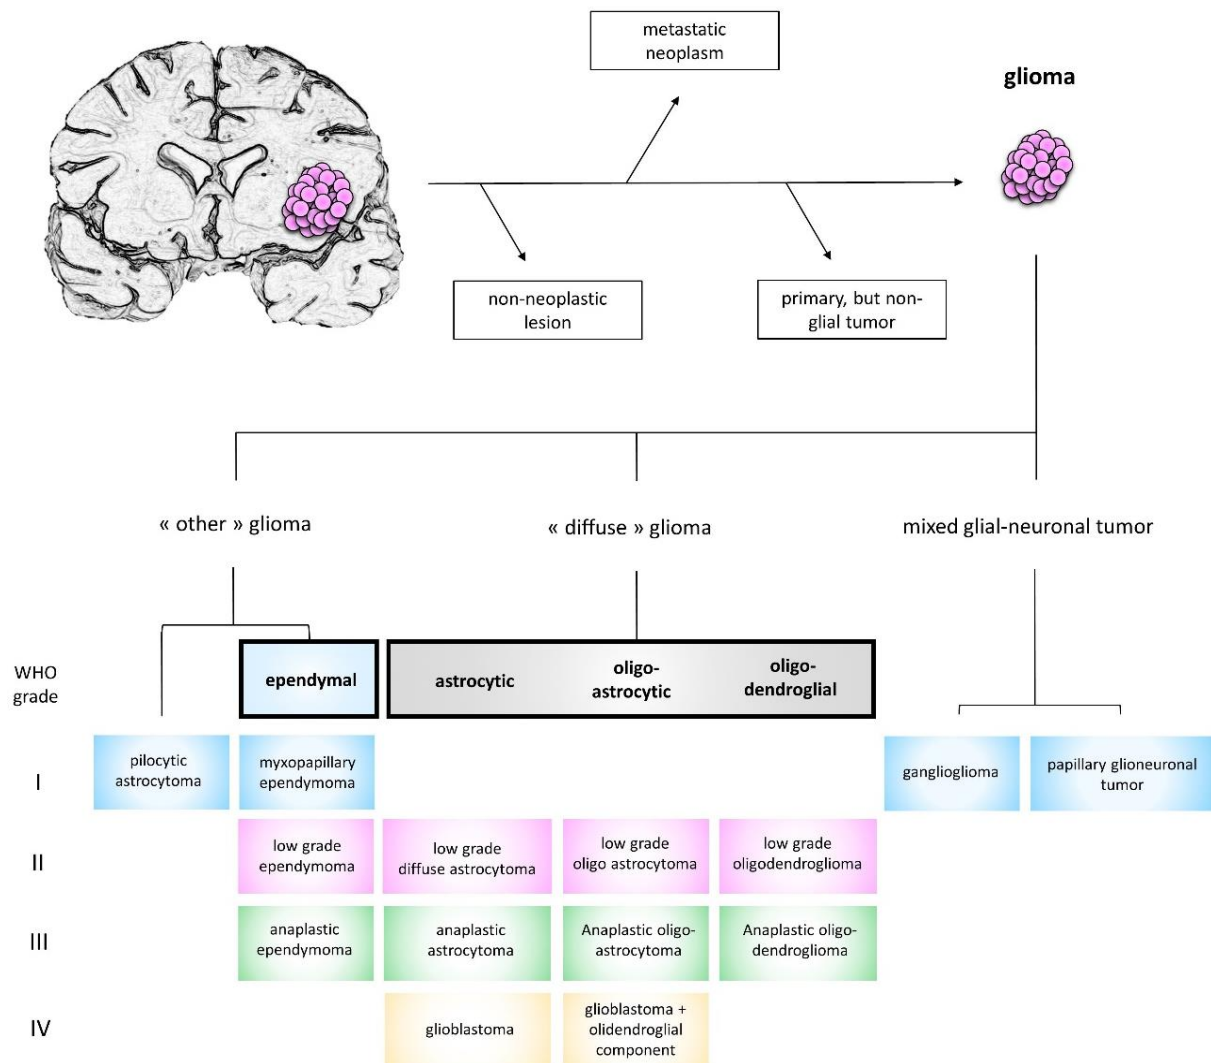 metastatic
neoplasm
glioma
non-neoplastic
lesion
primary, but non-
glial tumor
« other » glioma
« diffuse » glioma
mixed glial-neuronal tumor
WHO
grade
ependymal
astrocytic
oligo-
astrocytic
oligo-
dendroglial
I
pilocytic
astrocytoma
myxopapillary
ependymoma
ganglioglioma
papillary glioneuronal
tumor
II
low grade
ependymoma
low grade
diffuse astrocytoma
low grade
oligo astrocytoma
low grade
oligodendroglioma
III
anaplastic
ependymoma
anaplastic
astrocytoma
Anaplastic oligo-
astrocytoma
Anaplastic oligo-
dendroglioma
IV
glioblastoma
glioblastoma +
olidendroglial
component